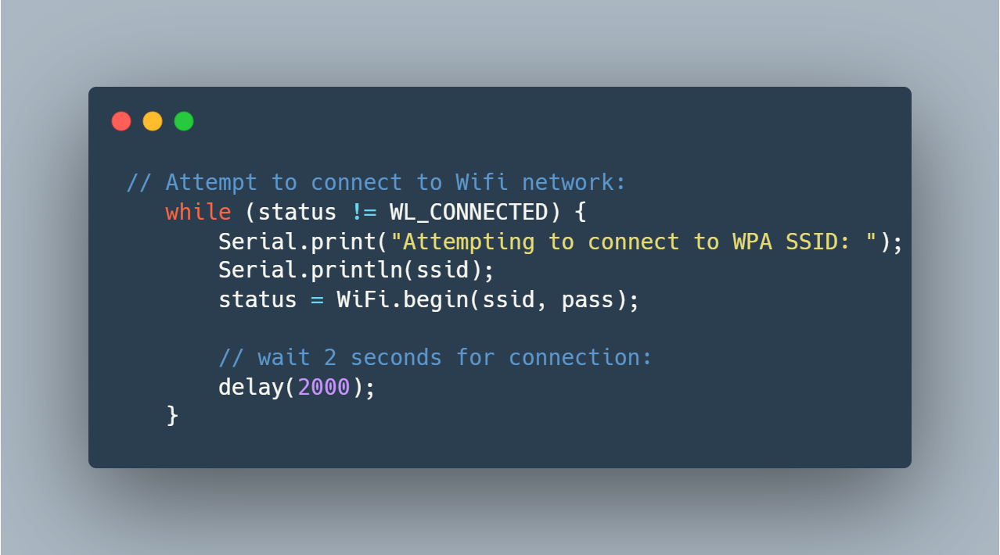 // Attempt to connect to Wifi network:
while (status != WL_CONNECTED) {
Serial.print("Attempting to connect to WPA SSID: ");
Serial.println(ssid);
status = WiFi.begin(ssid, pass);
// wait 2 seconds for connection:
delay(2000);
}